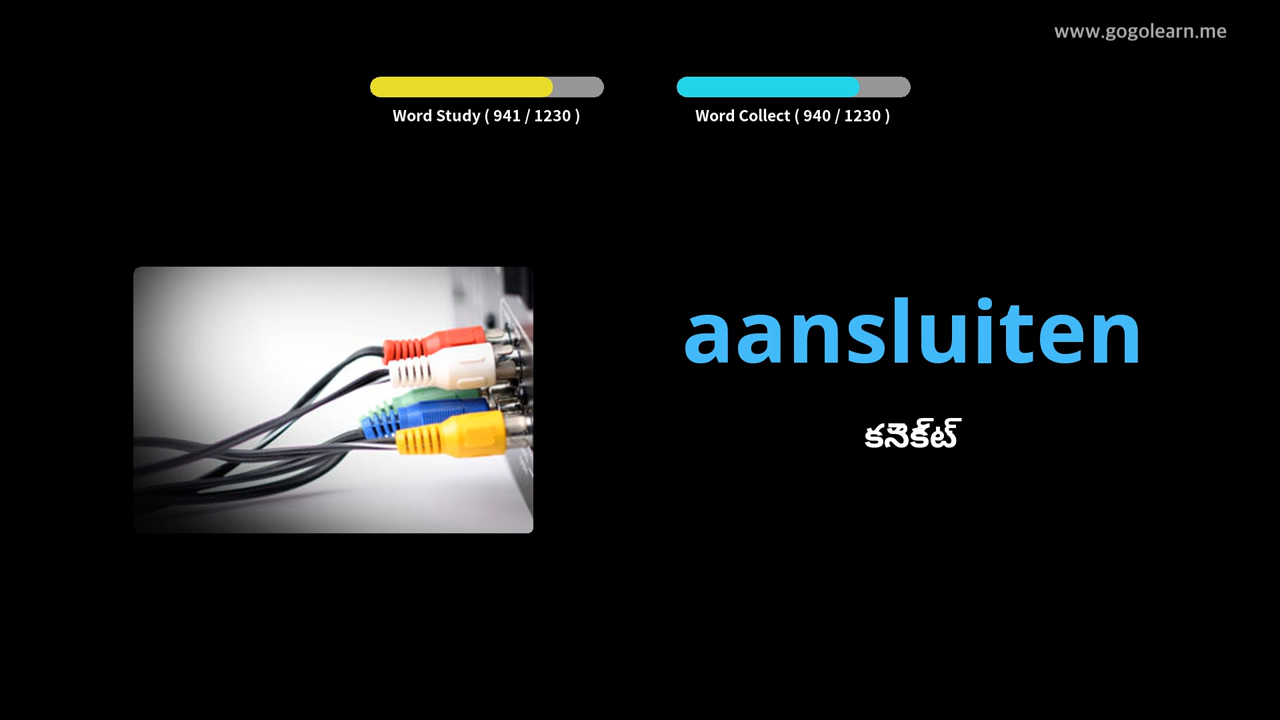 www.gogolearn.me
Word Study ( 941 / 1230 )
Word Collect ( 940 / 1230 )
aansluiten
కనెక్ట్